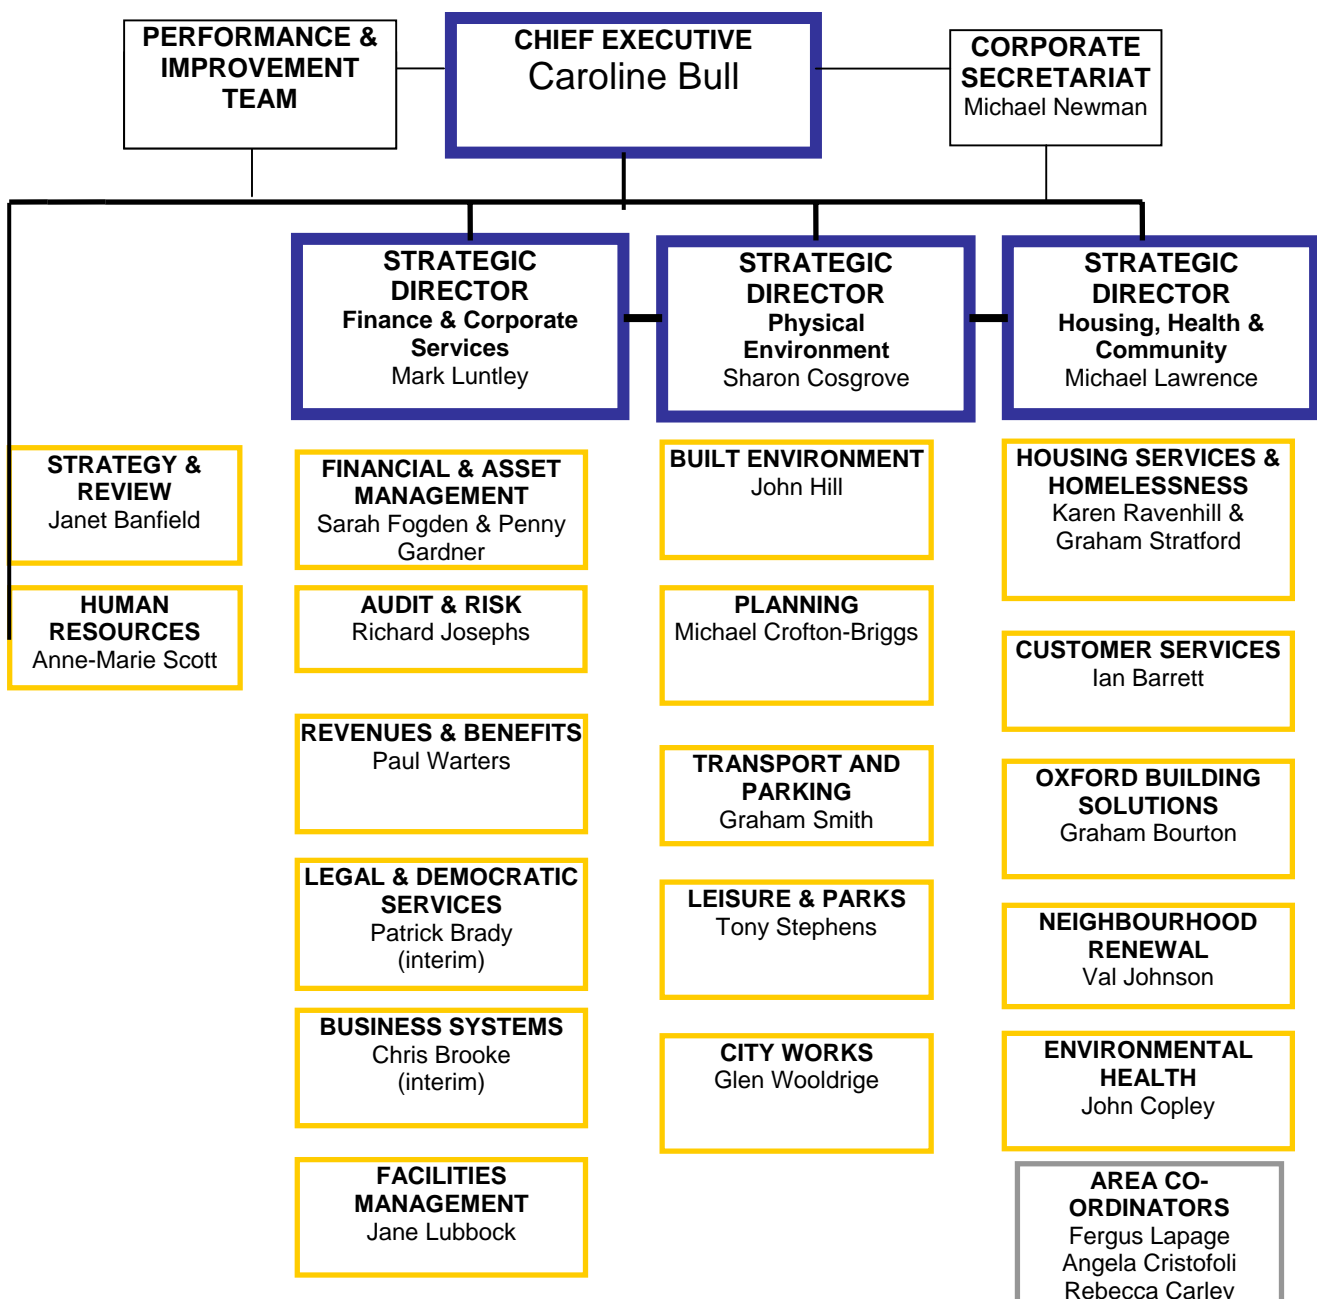 PERFORMANCE &
IMPROVEMENT
TEAM
CHIEF EXECUTIVE
Caroline Bull
CORPORATE
SECRETARIAT
Michael Newman
STRATEGIC
DIRECTOR
Finance & Corporate
Services
Mark Luntley
STRATEGIC
DIRECTOR
Physical
Environment
Sharon Cosgrove
STRATEGIC
DIRECTOR
Housing, Health &
Community
Michael Lawrence
STRATEGY &
REVIEW
Janet Banfield
HUMAN
RESOURCES
Anne-Marie Scott
FINANCIAL & ASSET
MANAGEMENT
Sarah Fogden & Penny
Gardner
AUDIT & RISK
Richard Josephs
REVENUES & BENEFITS
Paul Warters
LEGAL & DEMOCRATIC
SERVICES
Patrick Brady
(interim)
BUSINESS SYSTEMS
Chris Brooke
(interim)
FACILITIES
MANAGEMENT
Jane Lubbock
BUILT ENVIRONMENT
John Hill
PLANNING
Michael Crofton-Briggs
TRANSPORT AND
PARKING
Graham Smith
LEISURE & PARKS
Tony Stephens
CITY WORKS
Glen Wooldrige
HOUSING SERVICES &
HOMELESSNESS
Karen Ravenhill &
Graham Stratford
CUSTOMER SERVICES
Ian Barrett
OXFORD BUILDING
SOLUTIONS
Graham Bourton
NEIGHBOURHOOD
RENEWAL
Val Johnson
ENVIRONMENTAL
HEALTH
John Copley
AREA CO-
ORDINATORS
Fergus Lapage
Angela Cristofoli
Rebecca Carley